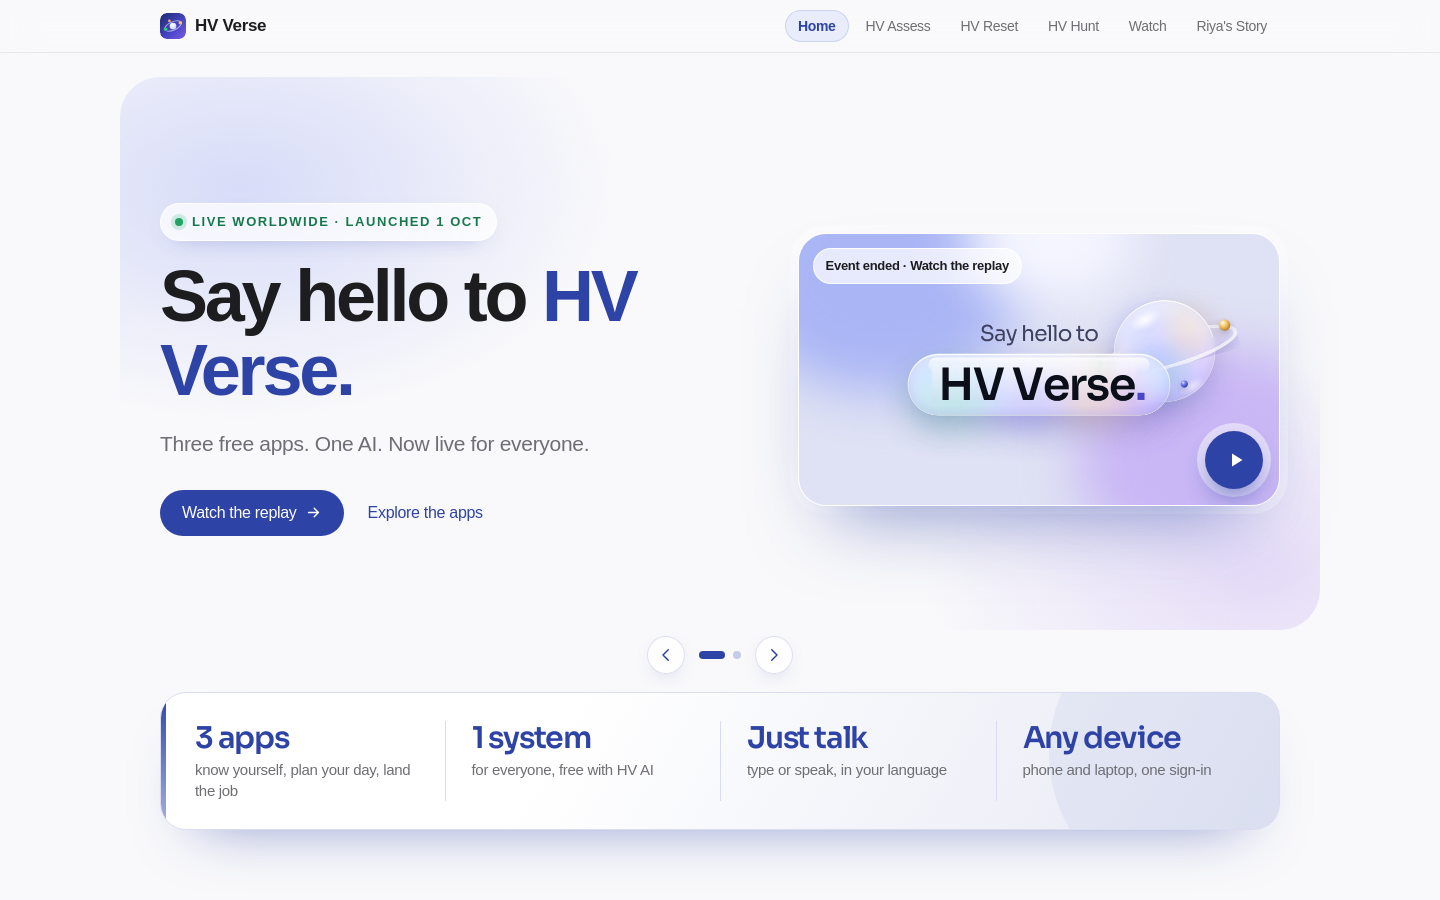 HV Verse
Home
HV Assess
HV Reset
HV Hunt
Watch
Riya's Story
LIVE WORLDWIDE · LAUNCHED 1 OCT
Say hello to HV
Verse.
Three free apps. One AI. Now live for everyone.
Watch the replay
Explore the apps
Event ended · Watch the replay
Say hello to
HV Verse.
3 apps
know yourself, plan your day, land
the job
1 system
for everyone, free with HV AI
Just talk
type or speak, in your language
Any device
phone and laptop, one sign-in